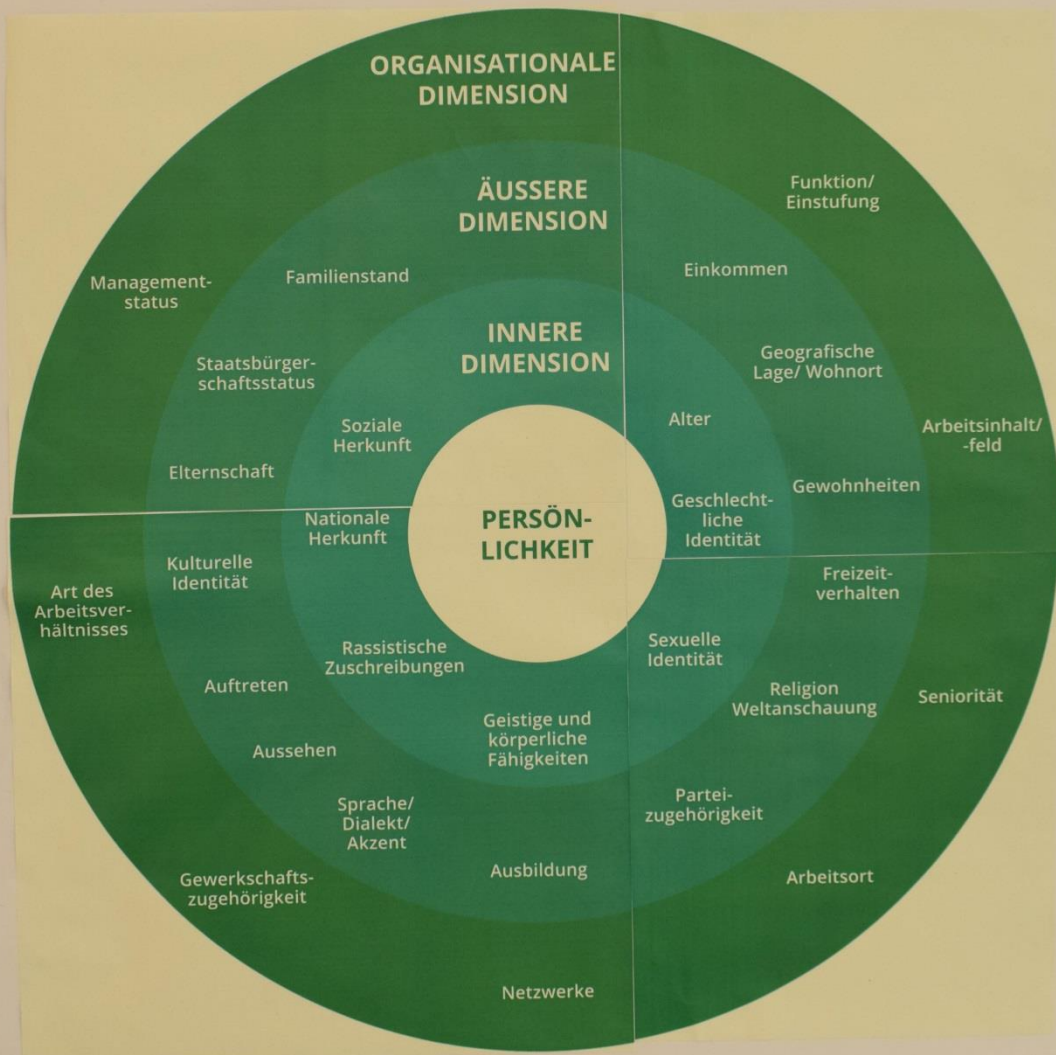 ORGANISATIONALE
DIMENSION
Funktion/
Einstufung
Arbeitsinhalt/
-feld
Seniorität
Arbeitsort
Netzwerke
Gewerkschafts-
zugehörigkeit
Art des
Arbeitsver-
hältnisses
Management-
status
ÄUSSERE
DIMENSION
Einkommen
Geografische
Lage/ Wohnort
Gewohnheiten
Freizeit-
verhalten
Religion
Weltanschauung
Partei-
zugehörigkeit
Ausbildung
Sprache/
Dialekt/
Akzent
Aussehen
Auftreten
Kulturelle
Identität
Elternschaft
Staatsbürger-
schaftsstatus
Familienstand
INNERE
DIMENSION
Alter
Geschlecht-
liche
Identität
Sexuelle
Identität
Geistige und
körperliche
Fähigkeiten
Rassistische
Zuschreibungen
Nationale
Herkunft
Soziale
Herkunft
PERSÖN-
LICHKEIT